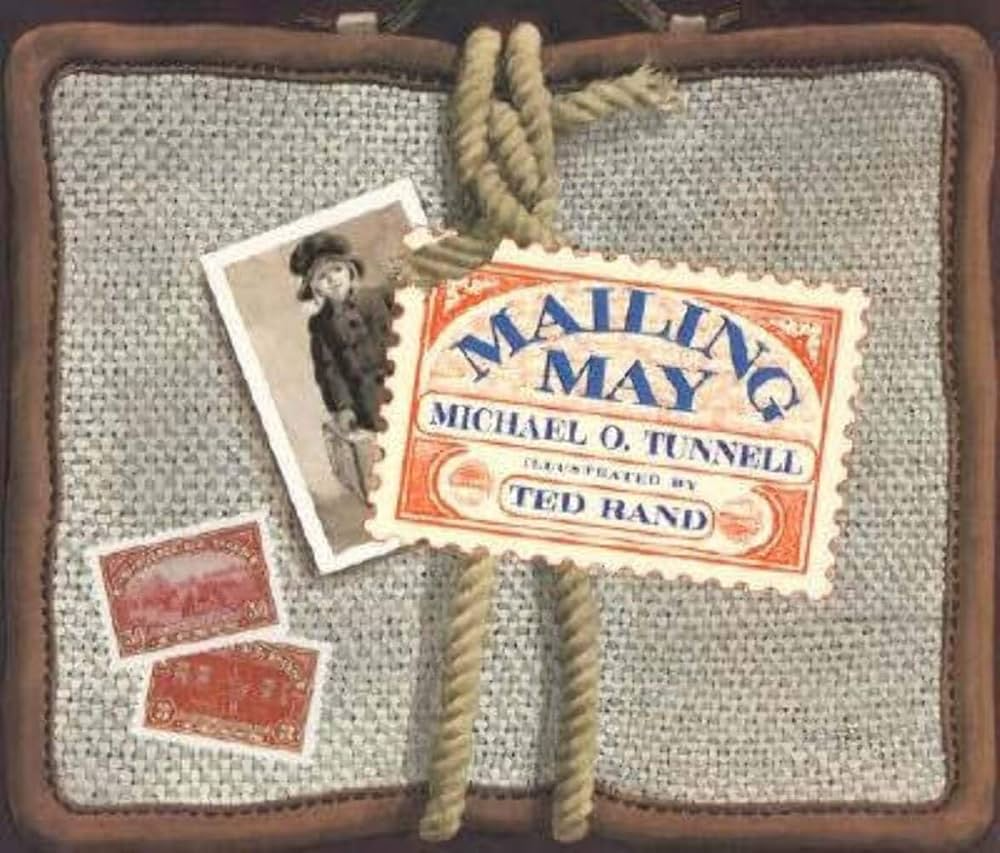 MAILING
MAY
MICHAEL O. TUNNELL
ILLUSTRATED BY
TED RAND